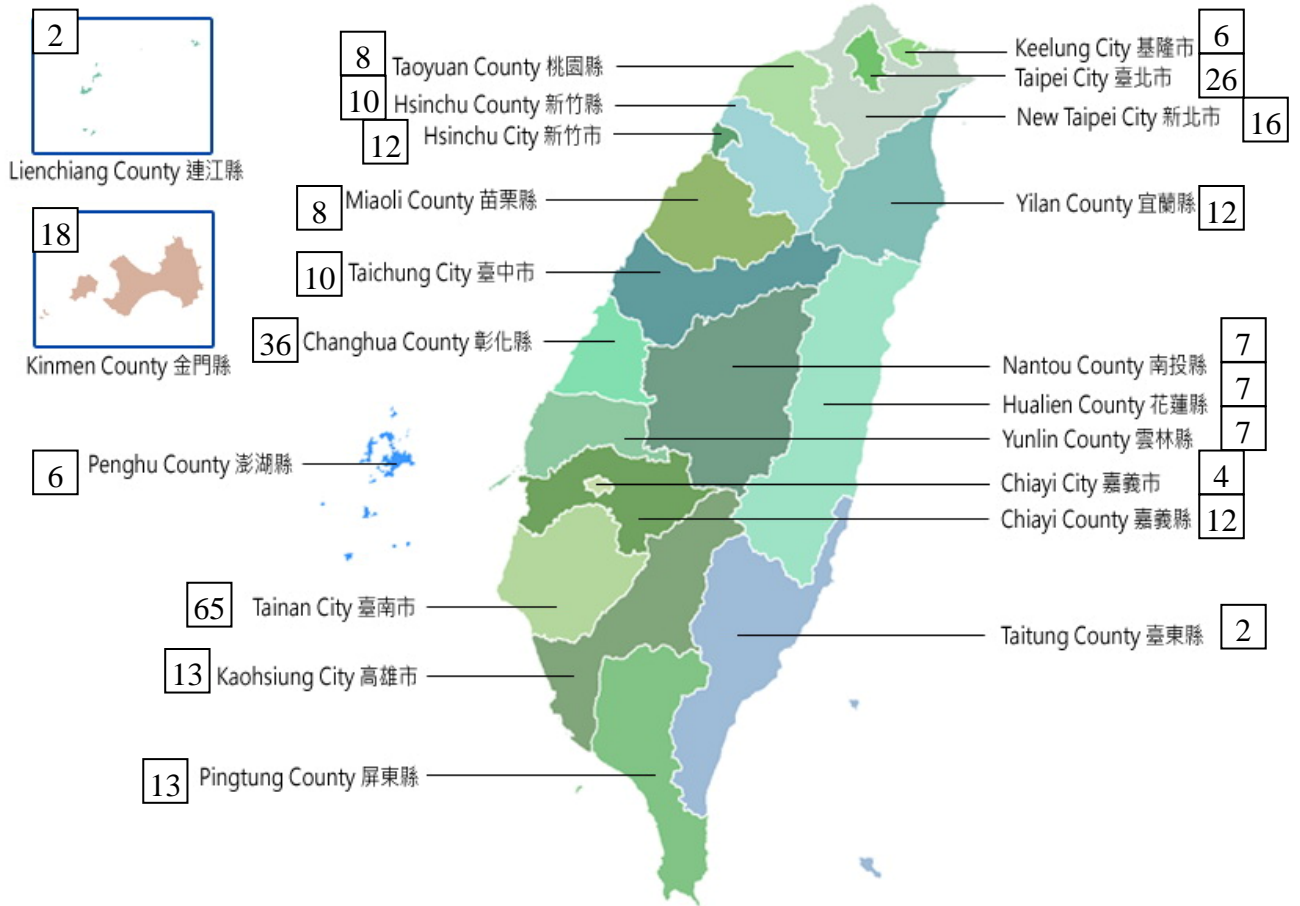 2
Lienchiang County 連江縣
18
Kinmen County 金門縣
6 Penghu County 澎湖縣
8 Taoyuan County 桃園縣
10 Hsinchu County 新竹縣
12 Hsinchu City 新竹市
8 Miaoli County 苗栗縣
10 Taichung City 臺中市
36 Changhua County 彰化縣
65 Tainan City 臺南市
13 Kaohsiung City 高雄市
13 Pingtung County 屏東縣
Keelung City 基隆市 6
Taipei City 臺北市 26
New Taipei City 新北市 16
Yilan County 宜蘭縣 12
Nantou County 南投縣 7
Hualien County 花蓮縣 7
Yunlin County 雲林縣 7
Chiayi City 嘉義市 4
Chiayi County 嘉義縣 12
Taitung County 臺東縣 2